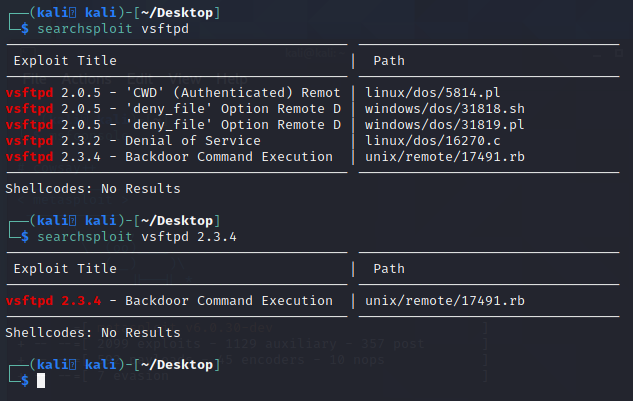 ┌──(kali㉿ kali)-[~/Desktop]
└─$ searchsploit vsftpd
Exploit Title | Path
vsftpd 2.0.5 - 'CWD' (Authenticated) Remot | linux/dos/5814.pl
vsftpd 2.0.5 - 'deny_file' Option Remote D | windows/dos/31818.sh
vsftpd 2.0.5 - 'deny_file' Option Remote D | windows/dos/31819.pl
vsftpd 2.3.2 - Denial of Service | linux/dos/16270.c
vsftpd 2.3.4 - Backdoor Command Execution | unix/remote/17491.rb
Shellcodes: No Results
┌──(kali㉿ kali)-[~/Desktop]
└─$ searchsploit vsftpd 2.3.4
Exploit Title | Path
vsftpd 2.3.4 - Backdoor Command Execution | unix/remote/17491.rb
Shellcodes: No Results
┌──(kali㉿ kali)-[~/Desktop]
└─$